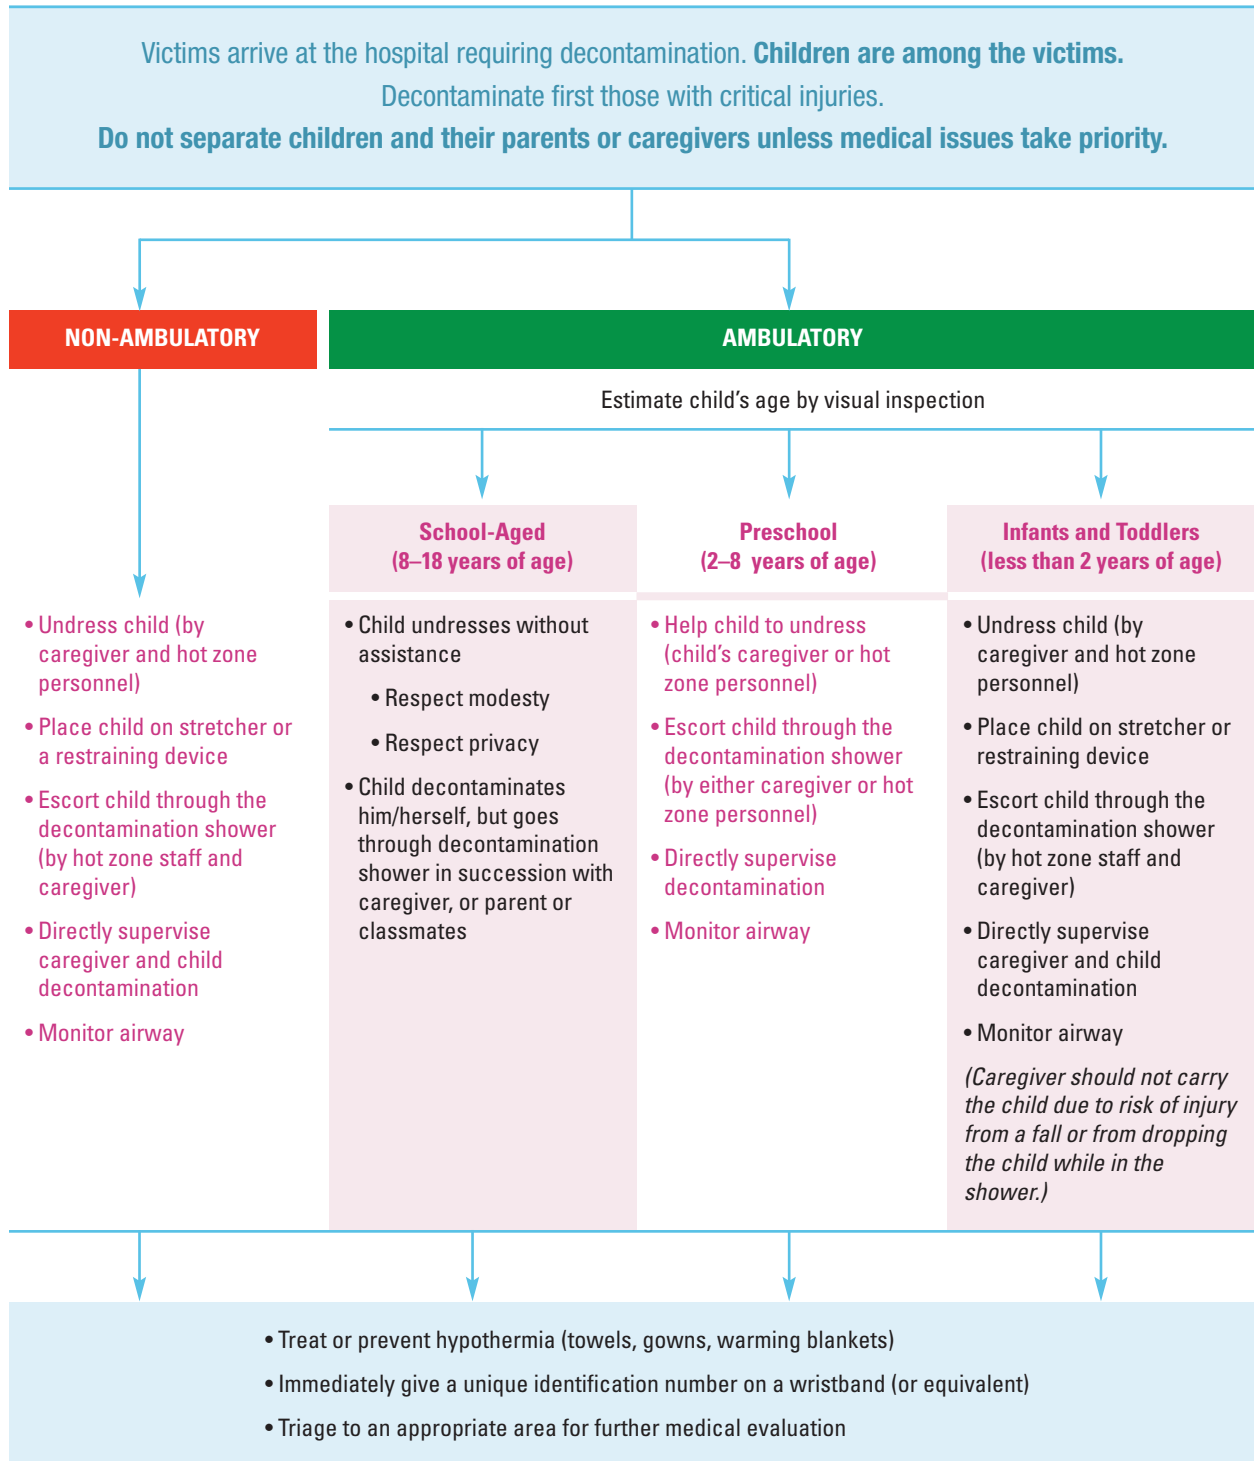 Victims arrive at the hospital requiring decontamination. Children are among the victims.
Decontaminate first those with critical injuries.
Do not separate children and their parents or caregivers unless medical issues take priority.
NON-AMBULATORY
AMBULATORY
Estimate child's age by visual inspection
• Undress child (by
caregiver and hot zone
personnel)
• Place child on stretcher or
a restraining device
• Escort child through the
decontamination shower
(by hot zone staff and
caregiver)
• Directly supervise
caregiver and child
decontamination
• Monitor airway
School-Aged
(8–18 years of age)
• Child undresses without
assistance
• Respect modesty
• Respect privacy
• Child decontaminates
him/herself, but goes
through decontamination
shower in succession with
caregiver, or parent or
classmates
Preschool
(2–8 years of age)
• Help child to undress
(child's caregiver or hot
zone personnel)
• Escort child through the
decontamination shower
(by either caregiver or hot
zone personnel)
• Directly supervise
decontamination
• Monitor airway
Infants and Toddlers
(less than 2 years of age)
• Undress child (by
caregiver and hot zone
personnel)
• Place child on stretcher or
restraining device
• Escort child through the
decontamination shower
(by hot zone staff and
caregiver)
• Directly supervise
caregiver and child
decontamination
• Monitor airway
(Caregiver should not carry
the child due to risk of injury
from a fall or from dropping
the child while in the
shower.)
• Treat or prevent hypothermia (towels, gowns, warming blankets)
• Immediately give a unique identification number on a wristband (or equivalent)
• Triage to an appropriate area for further medical evaluation